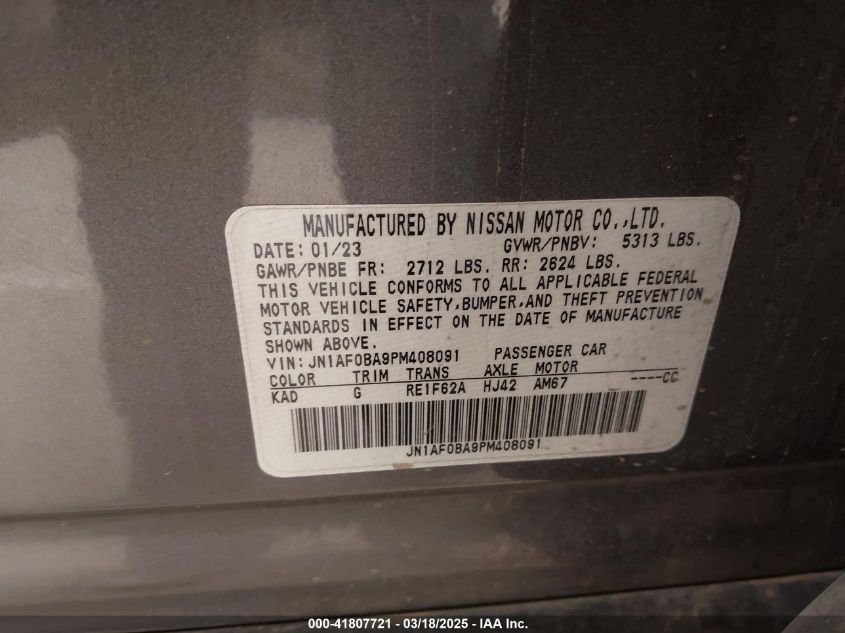 MANUFACTURED BY NISSAN MOTOR CO.,LTD.
DATE: 01/23 GVWR/PNBV: 5313 LBS.
GAWR/PNBE FR: 2712 LBS. RR: 2624 LBS.
THIS VEHICLE CONFORMS TO ALL APPLICABLE FEDERAL
MOTOR VEHICLE SAFETY,BUMPER,AND THEFT PREVENTION
STANDARDS IN EFFECT ON THE DATE OF MANUFACTURE
SHOWN ABOVE.
VIN:JN1AF0BA9PM408091 PASSENGER CAR
COLOR TRIM TRANS AXLE MOTOR
KAD G RE1F62A HJ42 AM67 ----CC
JN1AF0BA9PM408091
000-41807721 - 03/18/2025 - IAA Inc.